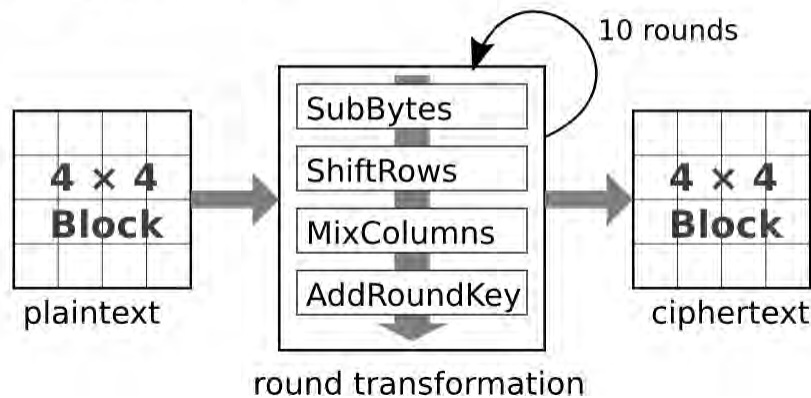 10 rounds
SubBytes
ShiftRows
MixColumns
AddRoundKey
4 × 4
Block
plaintext
4 × 4
Block
ciphertext
round transformation